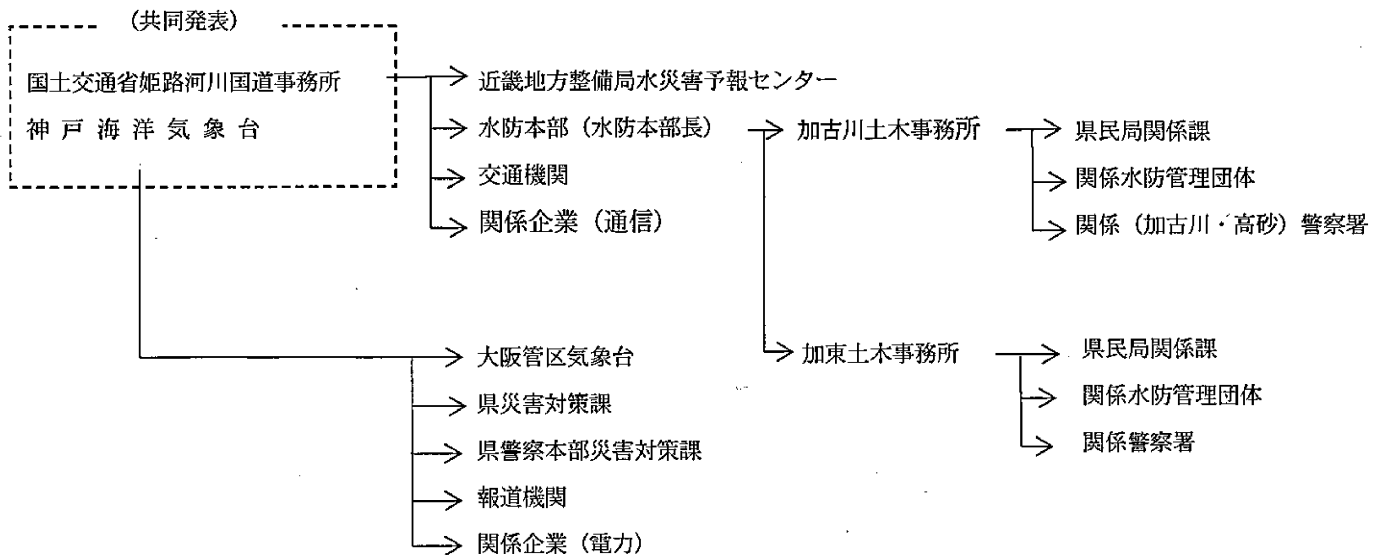 (共同発表)
国土交通省姫路河川国道事務所
神戸海洋気象台
近畿地方整備局水災害予報センター
水防本部（水防本部長）
交通機関
関係企業（通信）
加古川土木事務所
県民局関係課
関係水防管理団体
関係（加古川・高砂）警察署
加東土木事務所
県民局関係課
関係水防管理団体
関係警察署
大阪管区気象台
県災害対策課
県警察本部災害対策課
報道機関
関係企業（電力）